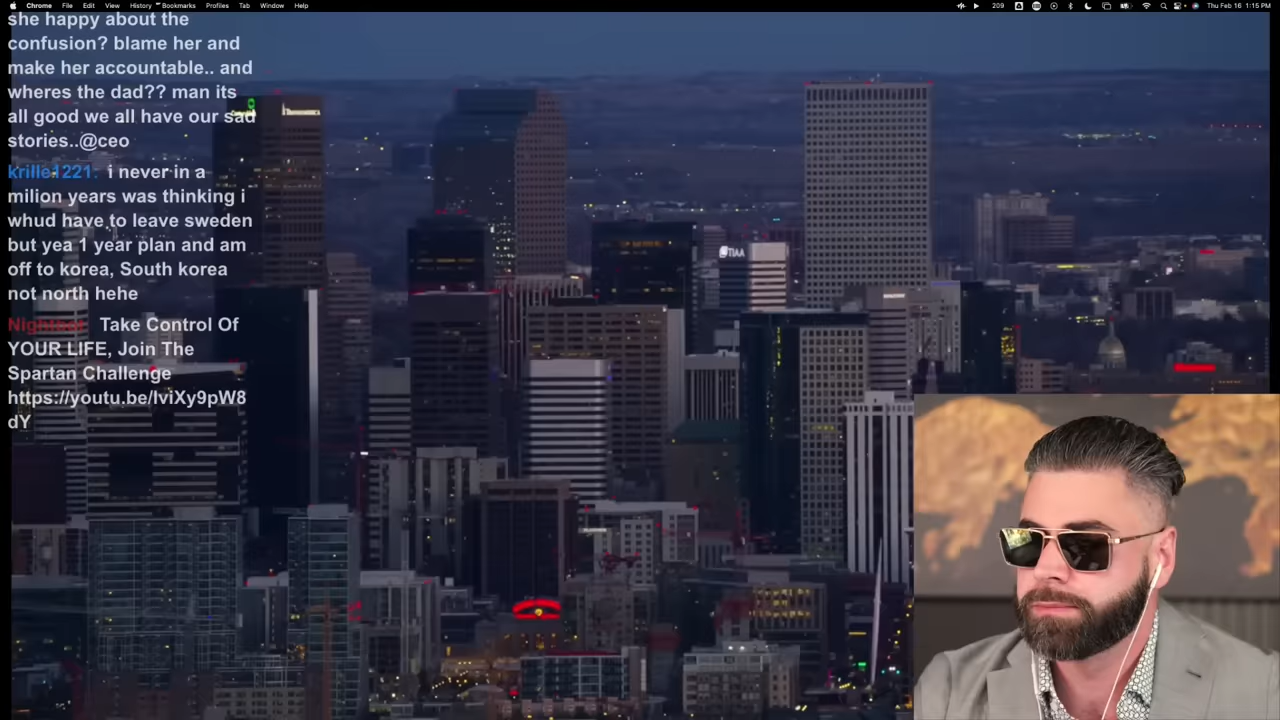 Chrome File Edit View History Bookmarks Profiles Tab Window Help
209 Thu Feb 16 1:15 PM
she happy about the
confusion? blame her and
make her accountable.. and
wheres the dad?? man its
all good we all have our sad
stories..@ceo
krille1221: i never in a
milion years was thinking i
whud have to leave sweden
but yea 1 year plan and am
off to korea, South korea
not north hehe
Take Control Of
YOUR LIFE, Join The
Spartan Challenge
https://youtu.be/IviXy9pW8
dY
TIAA